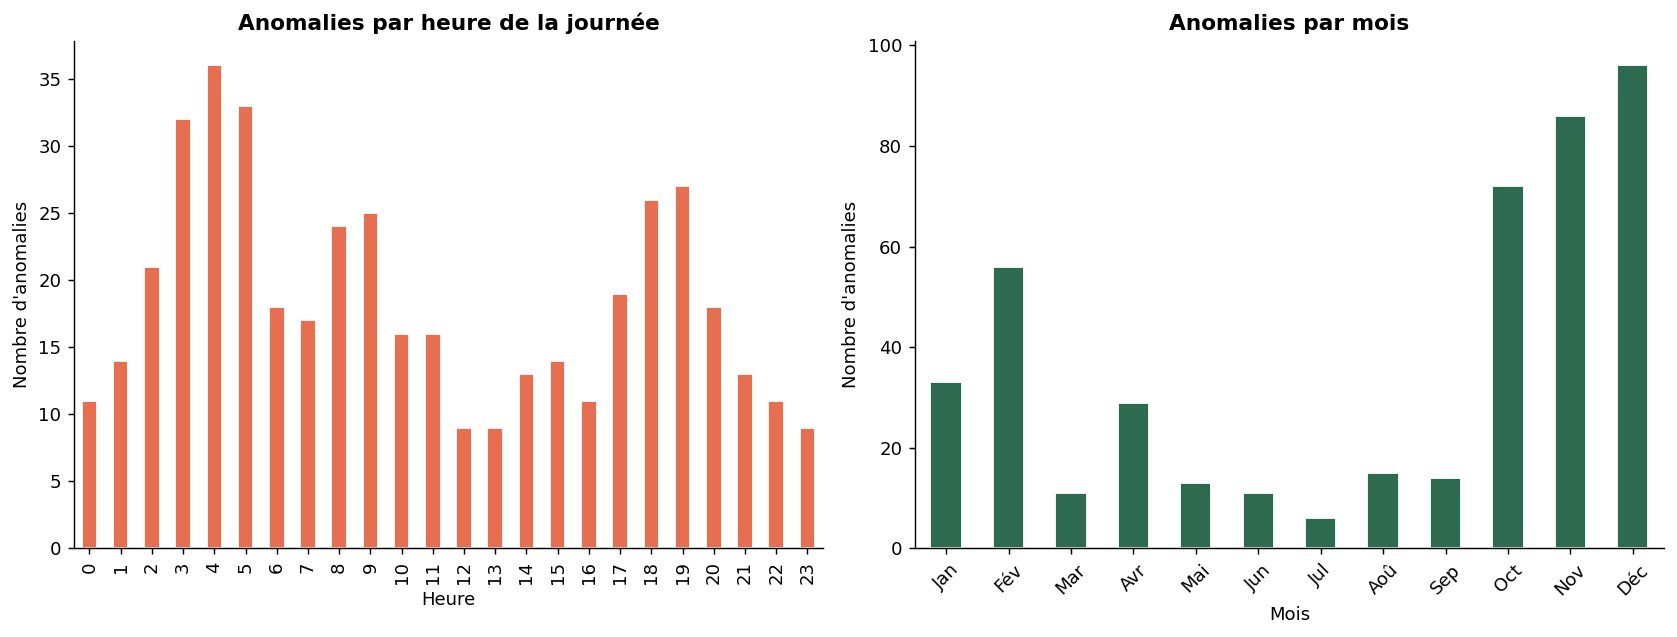 Anomalies par heure de la journée
Nombre d'anomalies
35
30
25
20
15
10
5
0
0 1 2 3 4 5 6 7 8 9 10 11 12 13 14 15 16 17 18 19 20 21 22 23
Heure
Anomalies par mois
Nombre d'anomalies
100
80
60
40
20
0
Jan Fév Mar Avr Mai Jun Jul Aoû Sep Oct Nov Déc
Mois